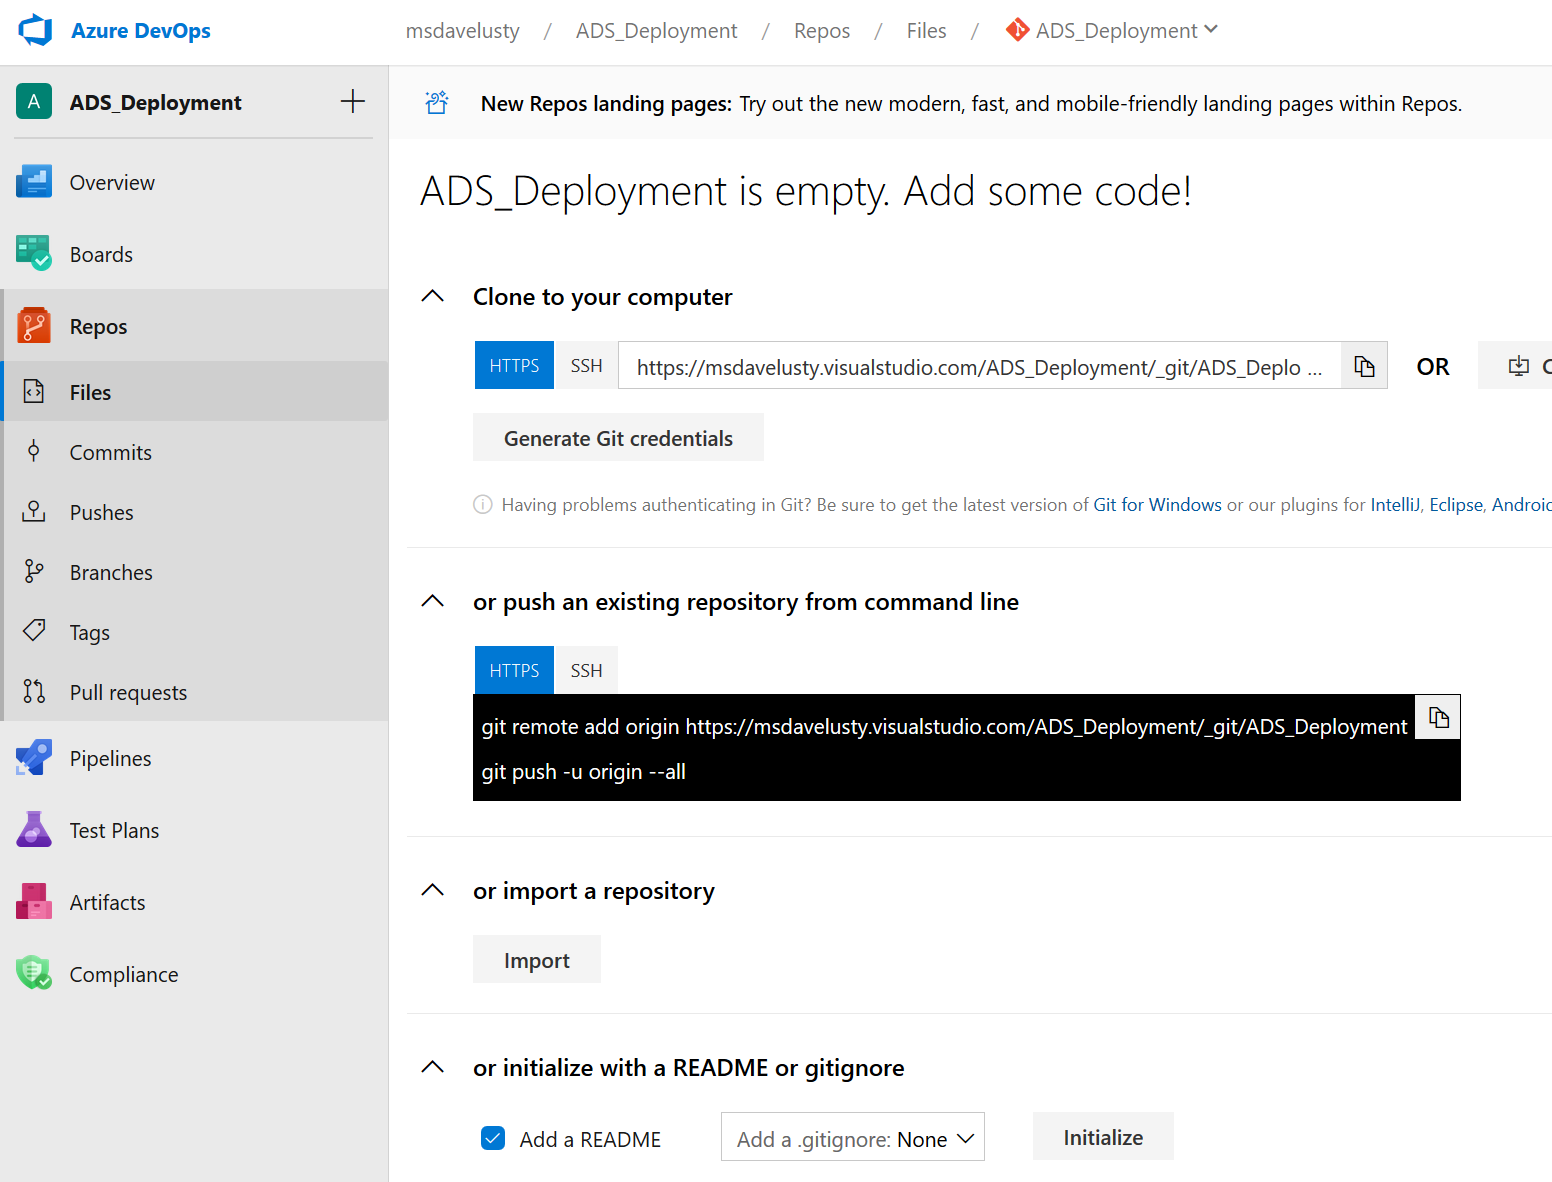 Azure DevOps
msdavelusty / ADS_Deployment / Repos / Files / ADS_Deployment
A ADS_Deployment
New Repos landing pages: Try out the new modern, fast, and mobile-friendly landing pages within Repos.
Overview
Boards
Repos
Files
Commits
Pushes
Branches
Tags
Pull requests
Pipelines
Test Plans
Artifacts
Compliance
ADS_Deployment is empty. Add some code!
Clone to your computer
HTTPS SSH https://msdavelusty.visualstudio.com/ADS_Deployment/_git/ADS_Deplo ... OR
Generate Git credentials
Having problems authenticating in Git? Be sure to get the latest version of Git for Windows or our plugins for IntelliJ, Eclipse, Androi
or push an existing repository from command line
HTTPS SSH
git remote add origin https://msdavelusty.visualstudio.com/ADS_Deployment/_git/ADS_Deployment
git push -u origin --all
or import a repository
Import
or initialize with a README or gitignore
Add a README Add a .gitignore: None Initialize